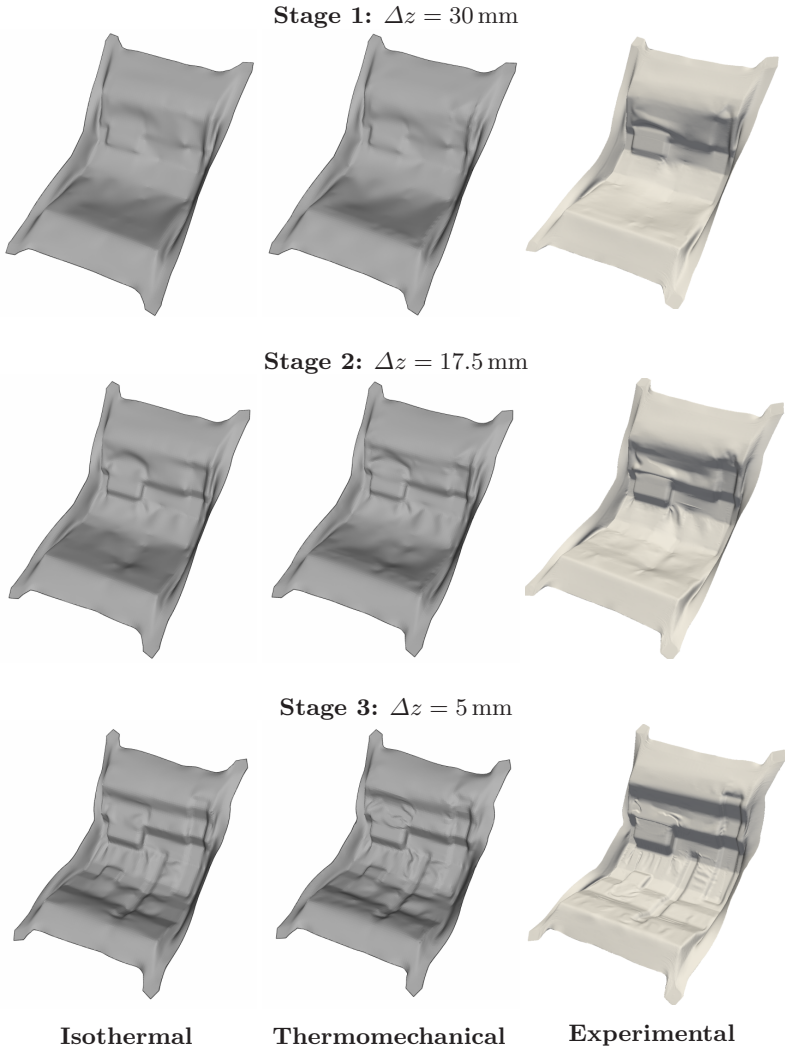 Stage 1: Δz = 30 mm
Stage 2: Δz = 17.5 mm
Stage 3: Δz = 5 mm
Isothermal Thermomechanical Experimental